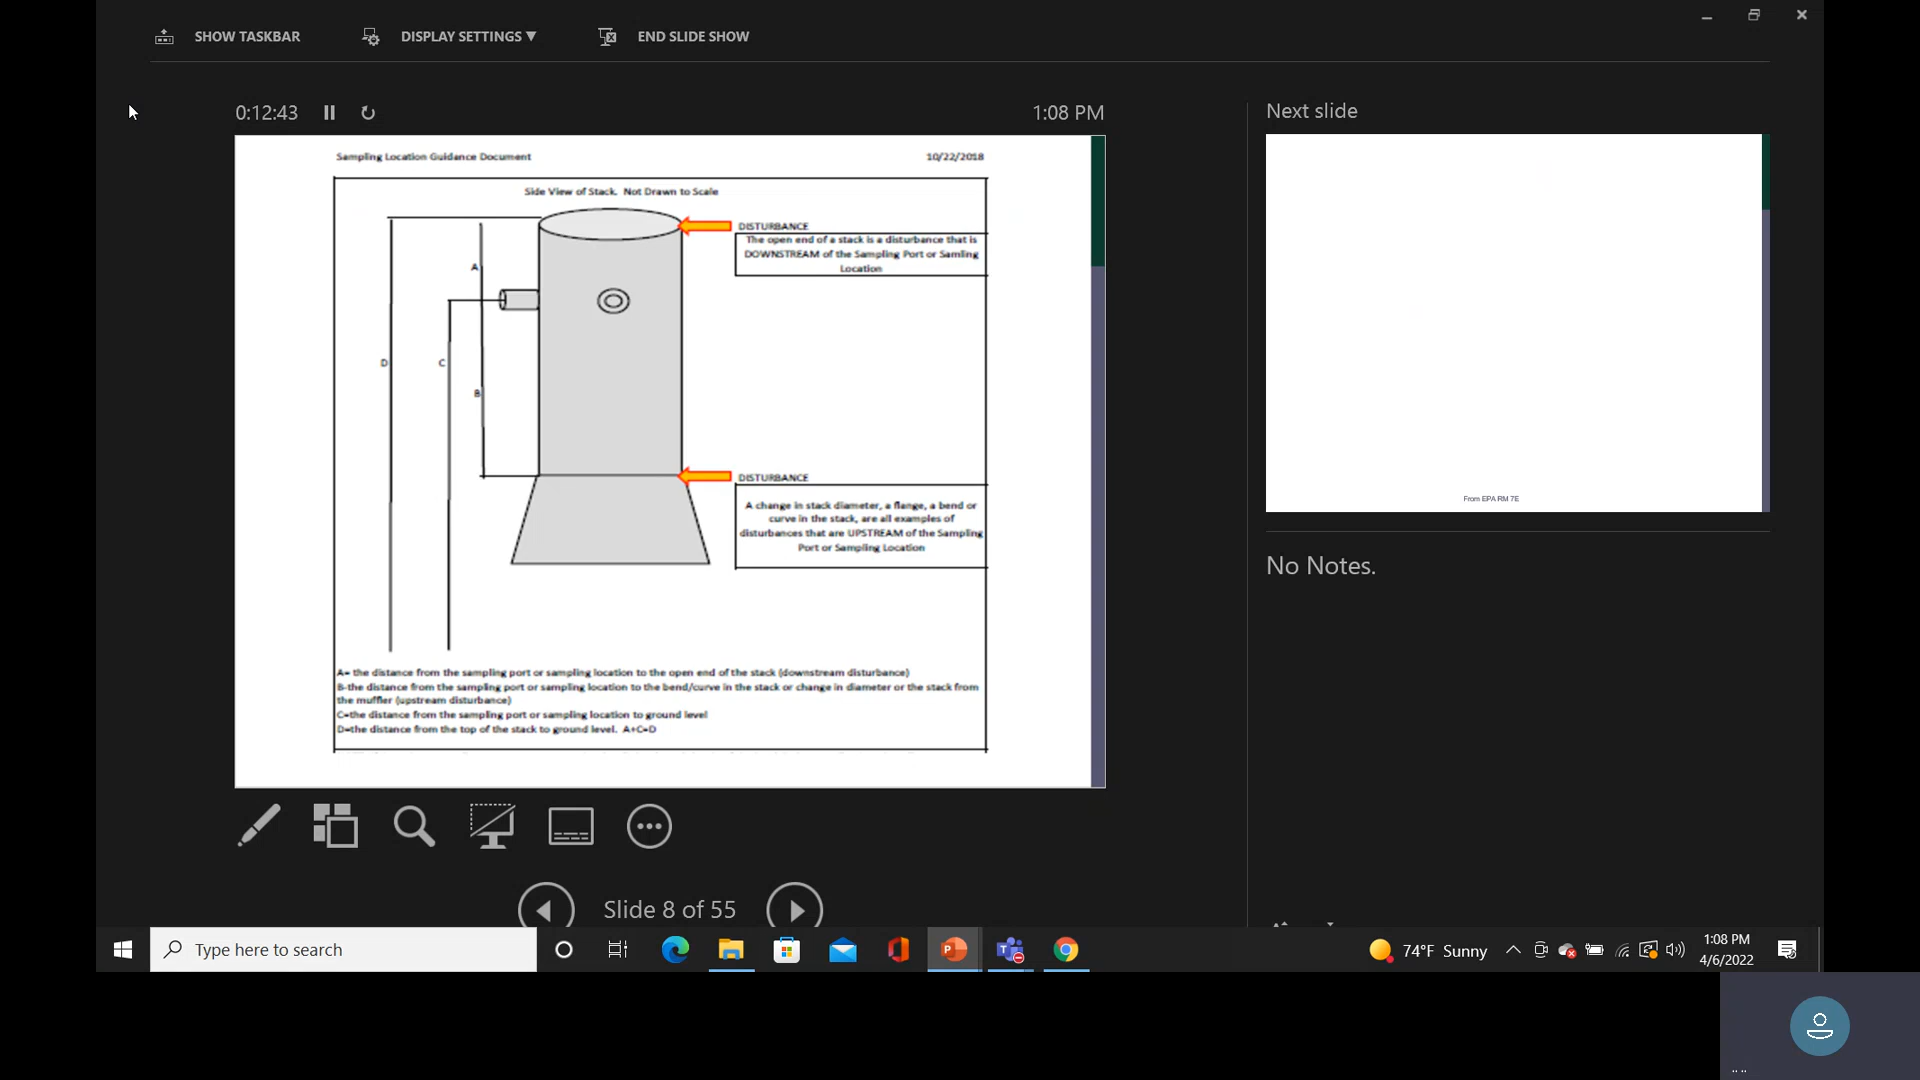 SHOW TASKBAR
DISPLAY SETTINGS ▼
END SLIDE SHOW
0:12:43
1:08 PM
Next slide
Sampling Location Guidance Document
10/22/2018
Side View of Stack. Not Drawn to Scale
DISTURBANCE
The open end of a stack is a disturbance that is
DOWNSTREAM of the Sampling Port or Samling
Location
A
D
C
B
DISTURBANCE
A change in stack diameter, a flange, a bend or
curve in the stack, are all examples of
disturbances that are UPSTREAM of the Sampling
Port or Sampling Location
A= the distance from the sampling port or sampling location to the open end of the stack (downstream disturbance)
B-the distance from the sampling port or sampling location to the bend/curve in the stack or change in diameter or the stack from
the muffler (upstream disturbance)
C=the distance from the sampling port or sampling location to ground level
D=the distance from the top of the stack to ground level. A+C=D
From EPA RM 7E
No Notes.
Slide 8 of 55
Type here to search
74°F Sunny
1:08 PM
4/6/2022